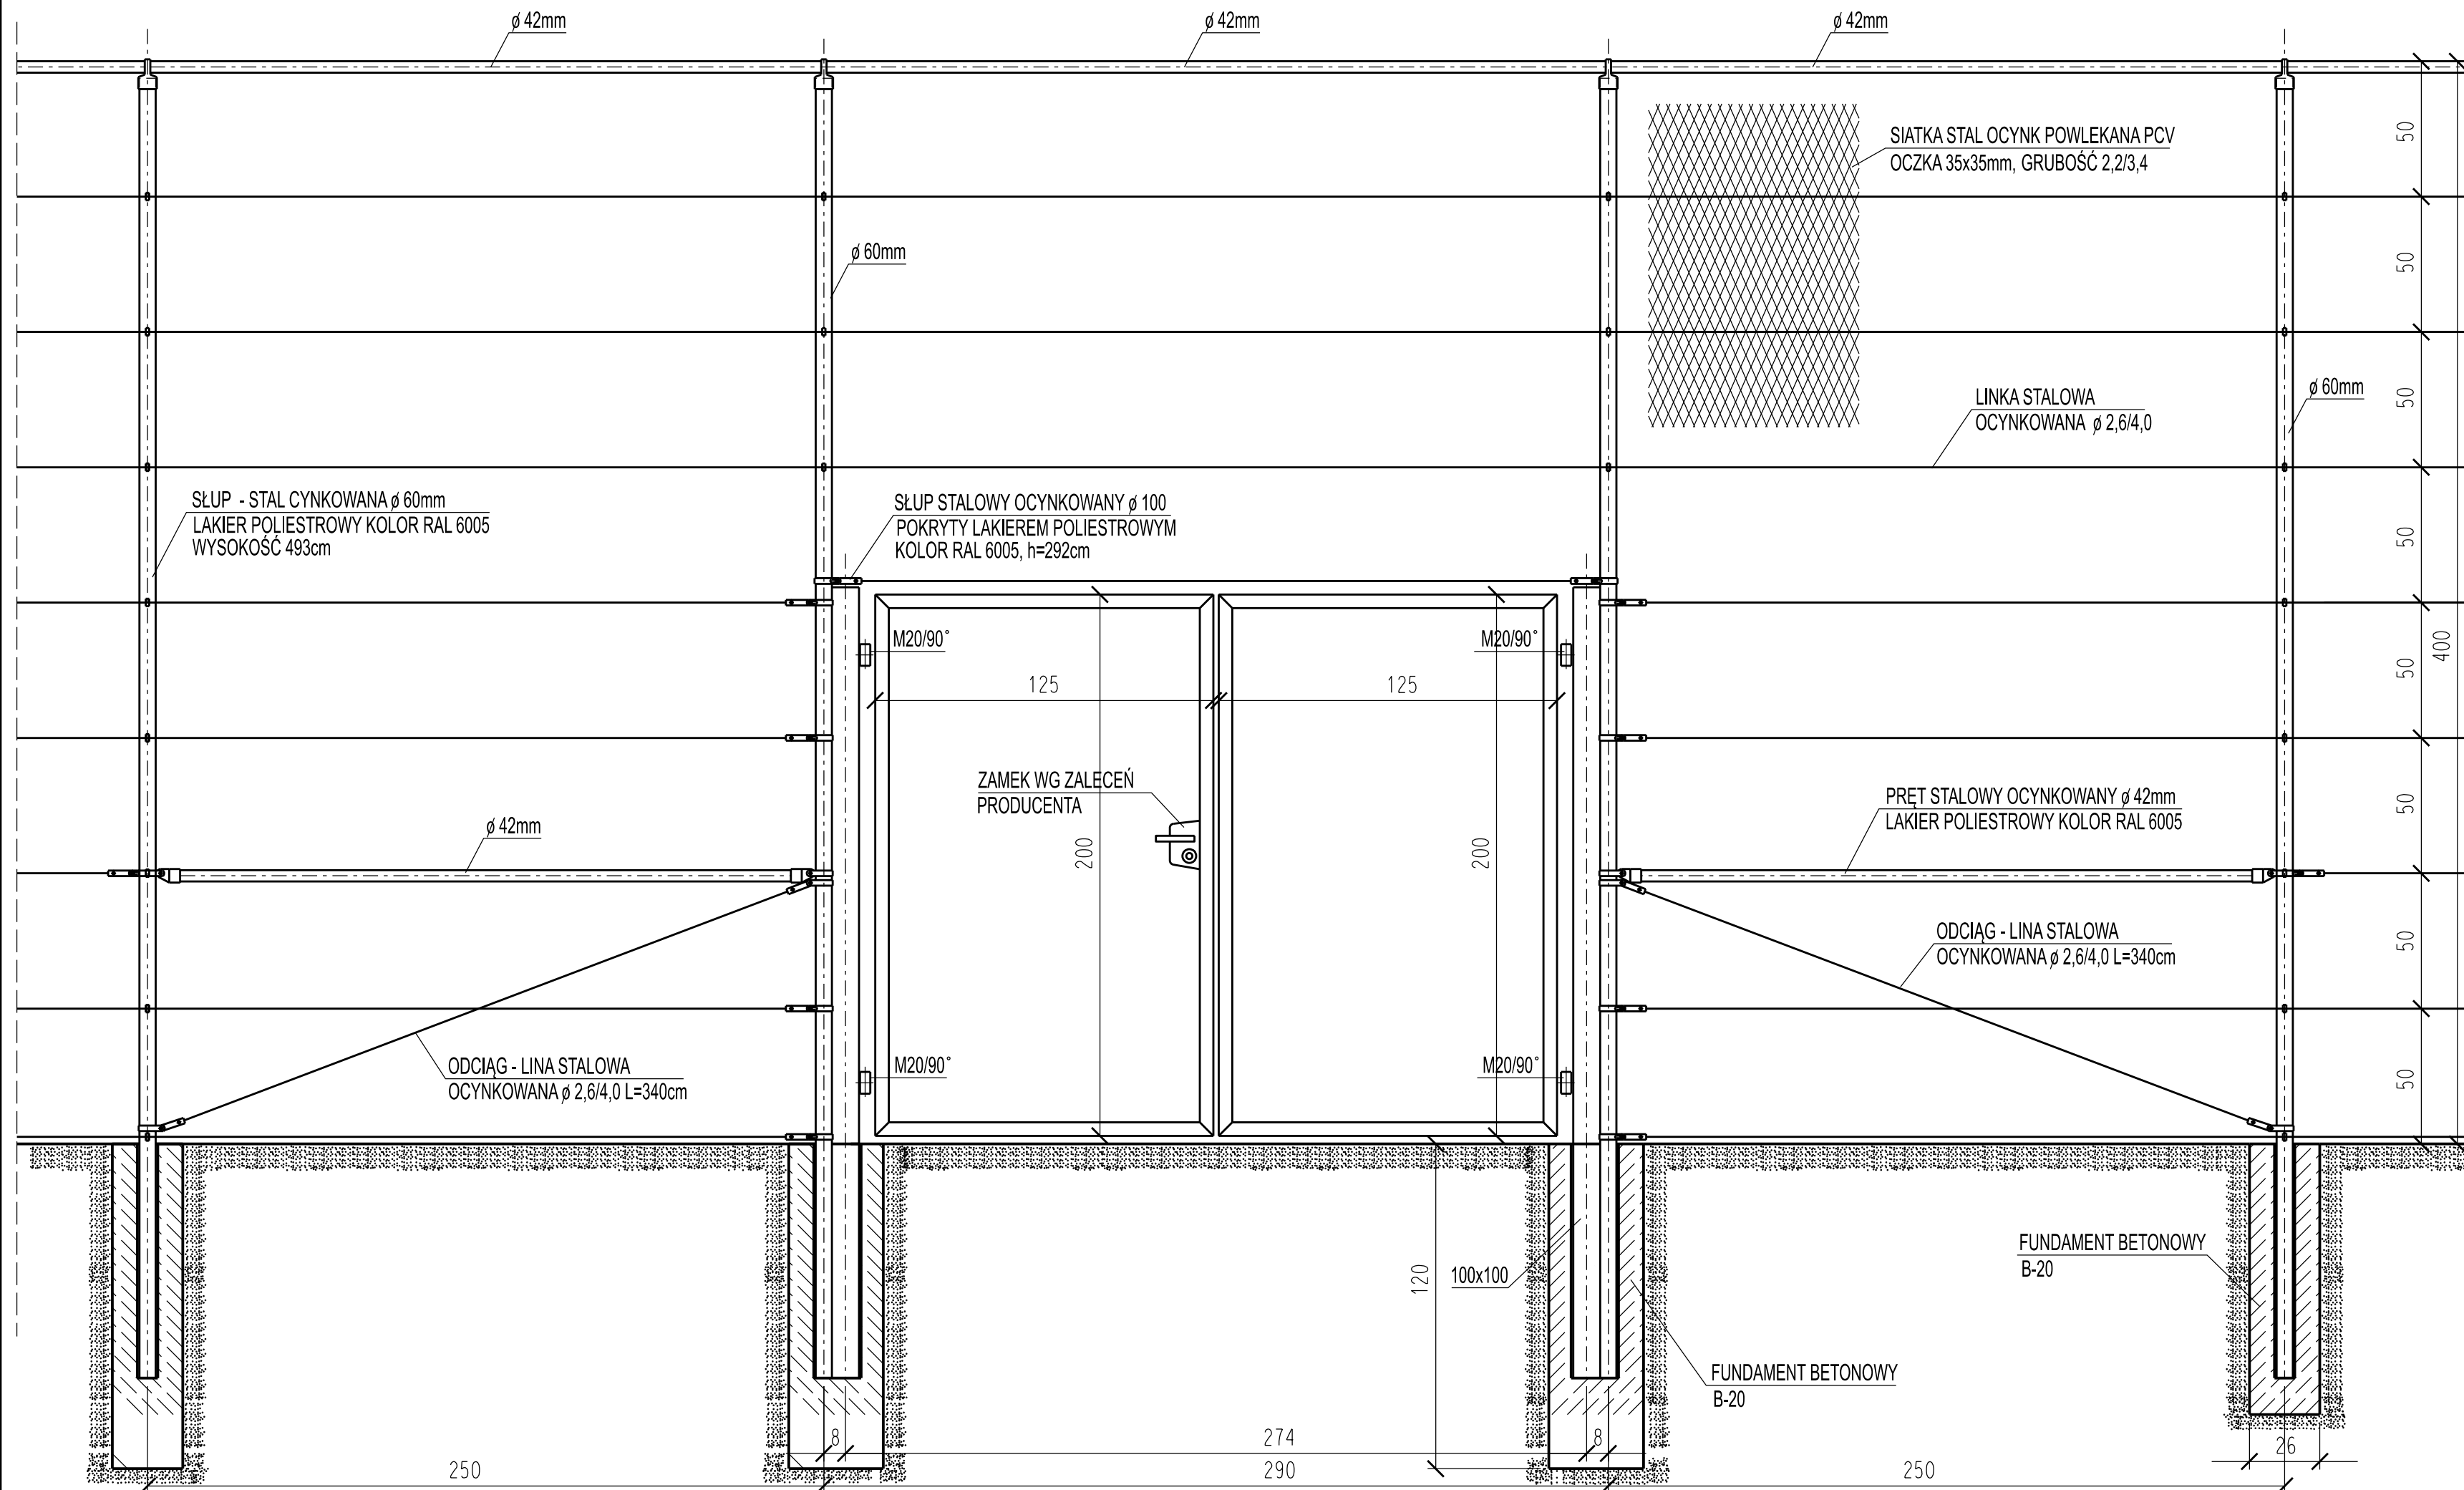 ø 42mm
ø 42mm
ø 42mm
SIATKA STAL OCYNK POWLEKANA PCV
OCZKA 35x35mm, GRUBOŚĆ 2,2/3,4
50
ø 60mm
50
LINKA STALOWA
OCYNKOWANA ø 2,6/4,0
ø 60mm
50
SŁUP - STAL CYNKOWANA ø 60mm
LAKIER POLIESTROWY KOLOR RAL 6005
WYSOKOŚĆ 493cm
SŁUP STALOWY OCYNKOWANY ø 100
POKRYTY LAKIEREM POLIESTROWYM
KOLOR RAL 6005, h=292cm
50
M20/90°
M20/90°
400
50
125
125
ZAMEK WG ZALECEŃ
PRODUCENTA
200
200
ø 42mm
PRĘT STALOWY OCYNKOWANY ø 42mm
LAKIER POLIESTROWY KOLOR RAL 6005
50
ODCIĄG - LINA STALOWA
OCYNKOWANA ø 2,6/4,0 L=340cm
50
ODCIĄG - LINA STALOWA
OCYNKOWANA ø 2,6/4,0 L=340cm
M20/90°
M20/90°
50
120
100x100
FUNDAMENT BETONOWY
B-20
FUNDAMENT BETONOWY
B-20
8
274
8
26
250
290
250